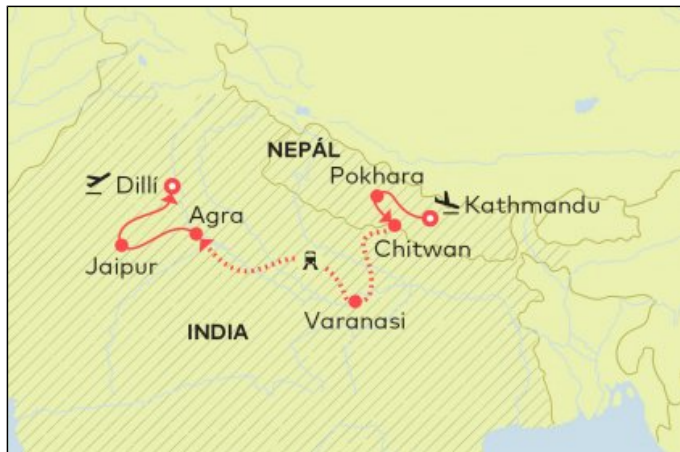 NEPÁL
Pokhara
Dillí
Kathmandu
Agra
Chitwan
Jaipur
Varanasi
INDIA